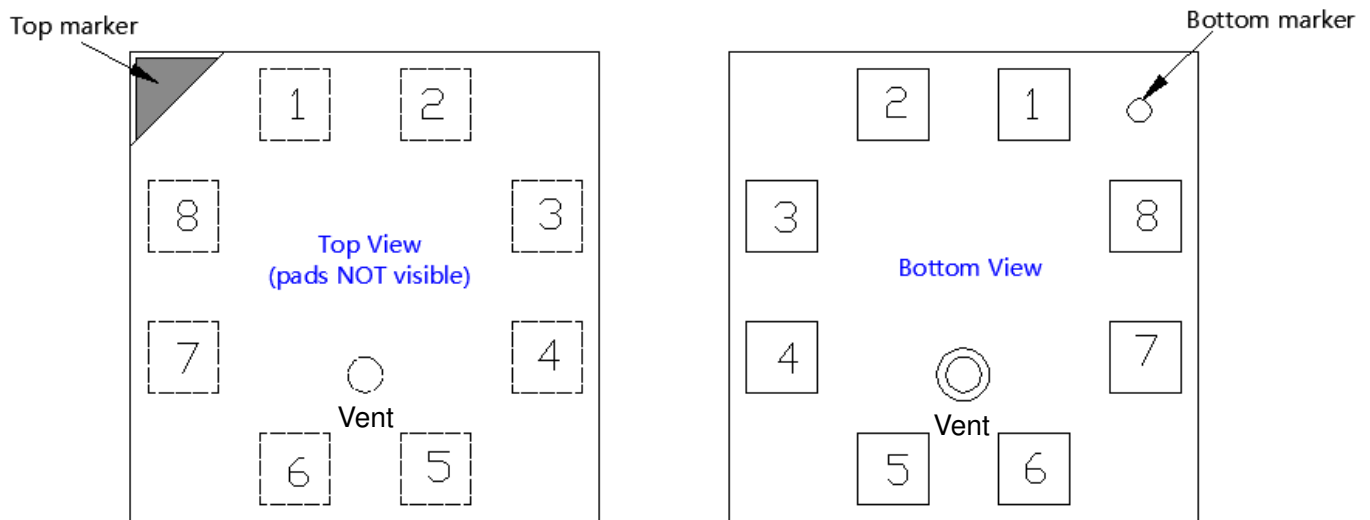 Top marker
Bottom marker
1 2
2 1
8 3
3 8
Top View
(pads NOT visible)
Bottom View
7 4
4 7
Vent
Vent
6 5
5 6